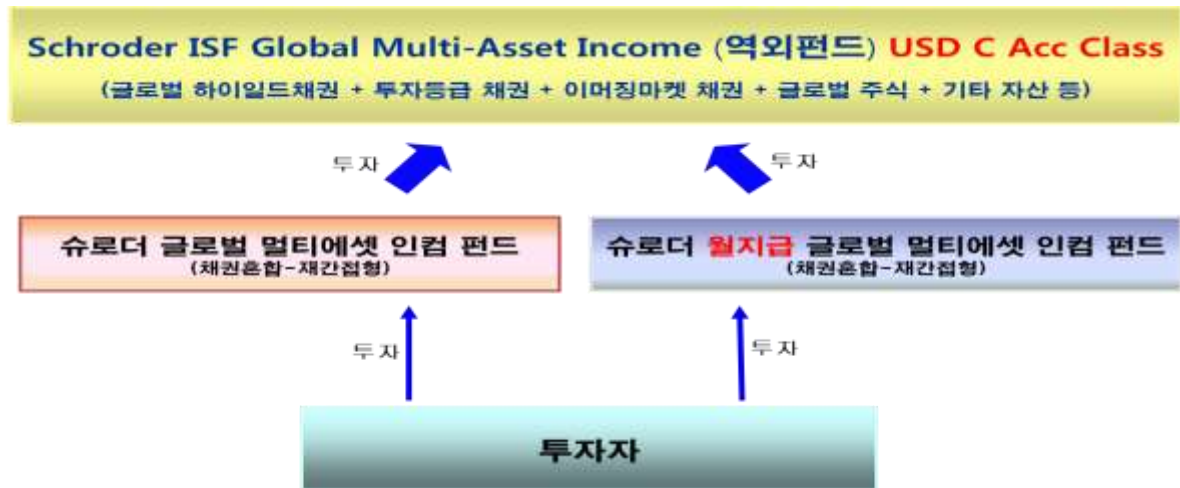 Schroder ISF Global Multi-Asset Income (역외펀드) USD C Acc Class
(글로벌 하이일드채권 + 투자등급 채권 + 이머징마켓 채권 + 글로벌 주식 + 기타 자산 등)
투자
투자
슈로더 글로벌 멀티에셋 인컴 펀드
(채권혼합-재간접형)
슈로더 월지급 글로벌 멀티에셋 인컴 펀드
(채권혼합-재간접형)
투자
투자
투자자